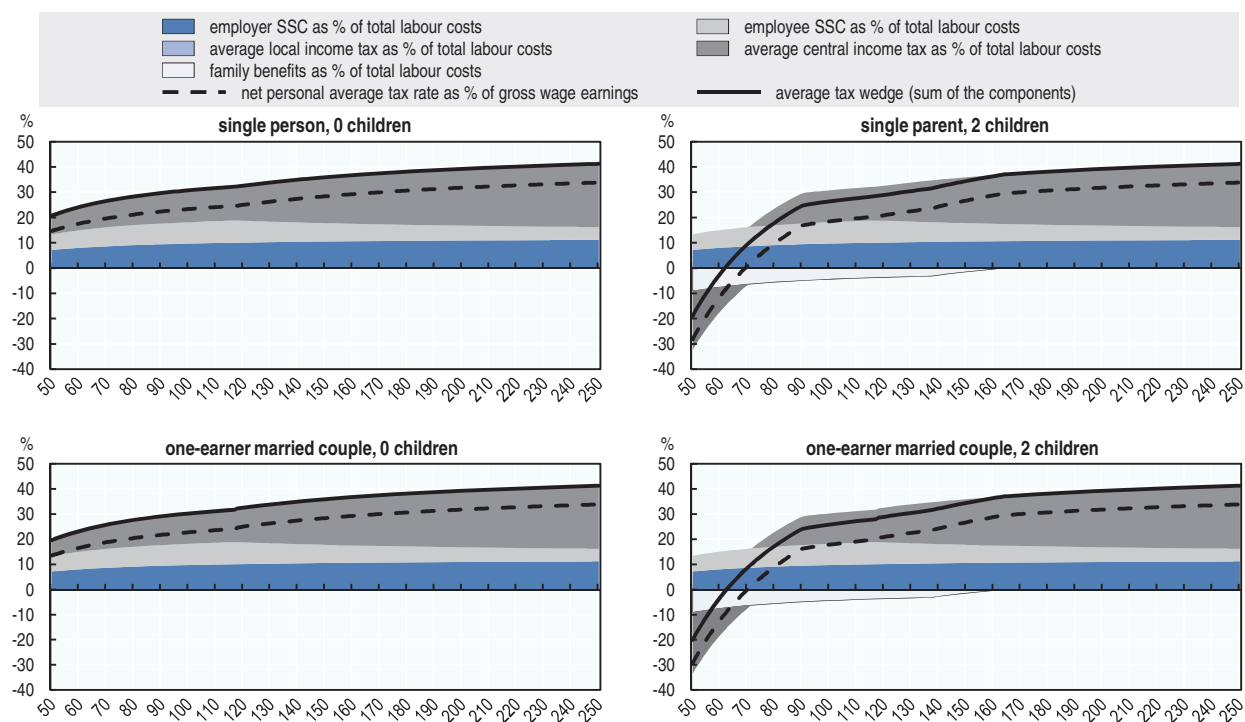 employer SSC as % of total labour costs
employee SSC as % of total labour costs
average local income tax as % of total labour costs
average central income tax as % of total labour costs
family benefits as % of total labour costs
net personal average tax rate as % of gross wage earnings
average tax wedge (sum of the components)
%
single person, 0 children
50
40
30
20
10
0
-10
-20
-30
-40
50 60 70 80 90 100 110 120 130 140 150 160 170 180 190 200 210 220 230 240 250
%
single parent, 2 children
50
40
30
20
10
0
-10
-20
-30
-40
50 60 70 80 90 100 110 120 130 140 150 160 170 180 190 200 210 220 230 240 250
%
one-earner married couple, 0 children
50
40
30
20
10
0
-10
-20
-30
-40
50 60 70 80 90 100 110 120 130 140 150 160 170 180 190 200 210 220 230 240 250
%
one-earner married couple, 2 children
50
40
30
20
10
0
-10
-20
-30
-40
50 60 70 80 90 100 110 120 130 140 150 160 170 180 190 200 210 220 230 240 250